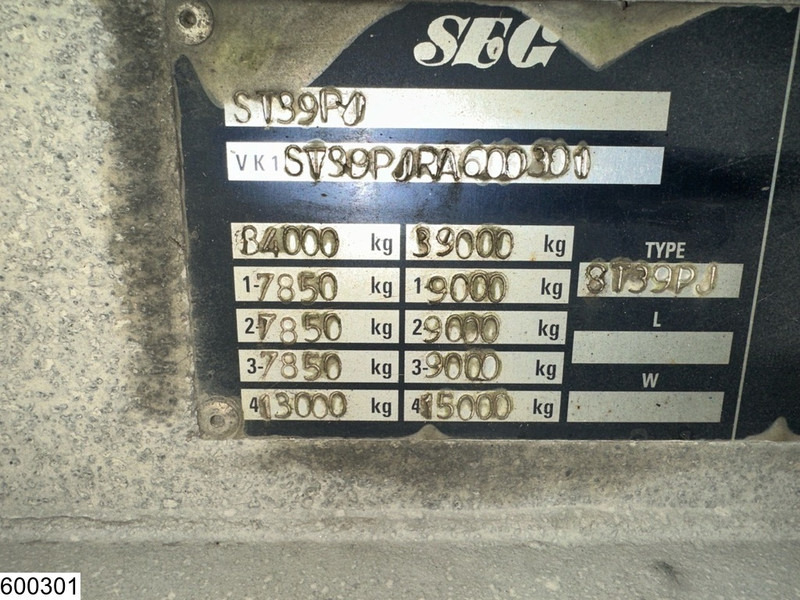 SEG
ST39PJ
VK1ST39PJRA600301
34000 kg 39000 kg
TYPE
1-7850 kg 1-9000 kg ST39PJ
2-7850 kg 2-9000 kg L
3-7850 kg 3-9000 kg W
4-13000 kg 4-15000 kg
600301